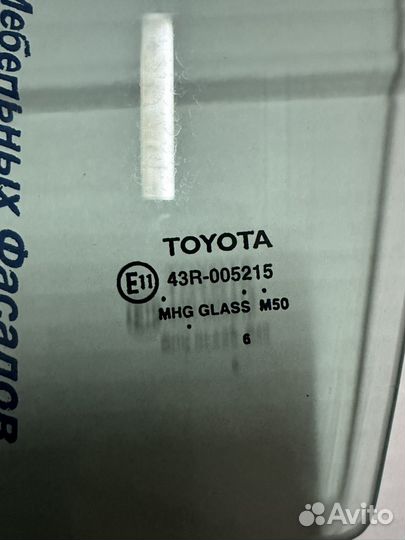 Мебельных Фасадов
TOYOTA
E11 43R-005215
MHG GLASS M50
6
Avito